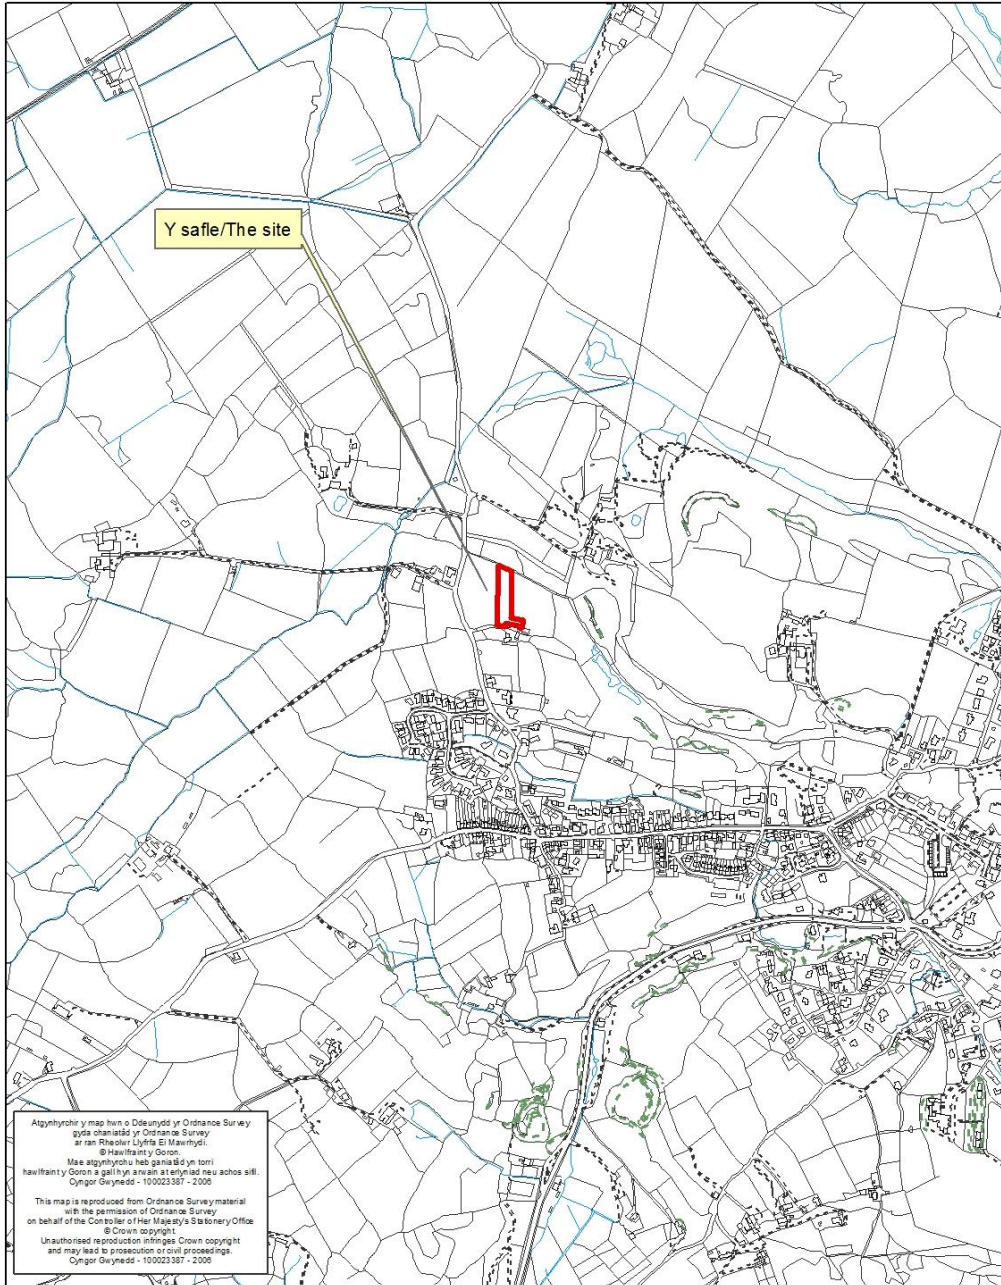 Y safle/The site
Atgynhyrchir y map hwn o Ddeunydd yr Ordnance Survey
gyda chaniatâd yr Ordnance Survey
ar ran Rheolwr Llyfrfa Ei Mawrhydi.
© Hawlfraint y Goron.
Mae atgynhyrchu heb ganiatâd yn torri
hawlfraint y Goron a gall hyn arwain at erlyniad neu achos sifil.
Cyngor Gwynedd - 100023387 - 2006
This map is reproduced from Ordnance Survey material
with the permission of Ordnance Survey
on behalf of the Controller of Her Majesty's Stationery Office
© Crown copyright.
Unauthorised reproduction infringes Crown copyright
and may lead to prosecution or civil proceedings.
Cyngor Gwynedd - 100023387 - 2006